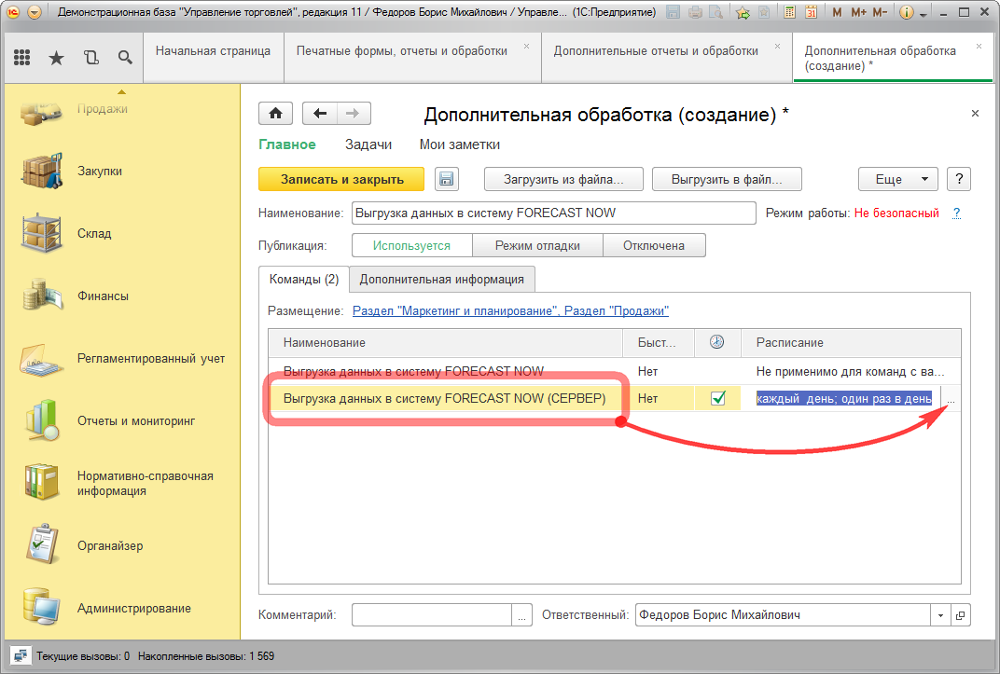 Демонстрационная база "Управление торговлей", редакция 11 / Федоров Борис Михайлович / Управле... (1С:Предприятие)
M M+ M-
Начальная страница
Печатные формы, отчеты и обработки
Дополнительные отчеты и обработки
Дополнительная обработка
(создание) *
Продажи
Закупки
Склад
Финансы
Регламентированный учет
Отчеты и мониторинг
Нормативно-справочная
информация
Органайзер
Администрирование
Дополнительная обработка (создание) *
Главное Задачи Мои заметки
Записать и закрыть Загрузить из файла... Выгрузить в файл... Еще ?
Наименование: Выгрузка данных в систему FORECAST NOW Режим работы: Не безопасный ?
Публикация: Используется Режим отладки Отключена
Команды (2) Дополнительная информация
Размещение: Раздел "Маркетинг и планирование", Раздел "Продажи"
Наименование Быст... Расписание
Выгрузка данных в систему FORECAST NOW Нет Не применимо для команд с ва...
Выгрузка данных в систему FORECAST NOW (СЕРВЕР) Нет каждый день; один раз в день ...
Комментарий: ... Ответственный: Федоров Борис Михайлович
Текущие вызовы: 0 Накопленные вызовы: 1 569